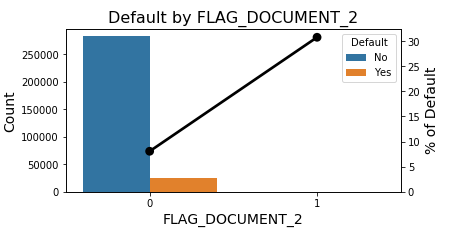 Default by FLAG_DOCUMENT_2
Default
No
Yes
Count
250000
200000
150000
100000
50000
0
% of Default
30
25
20
15
10
5
0
0
1
FLAG_DOCUMENT_2